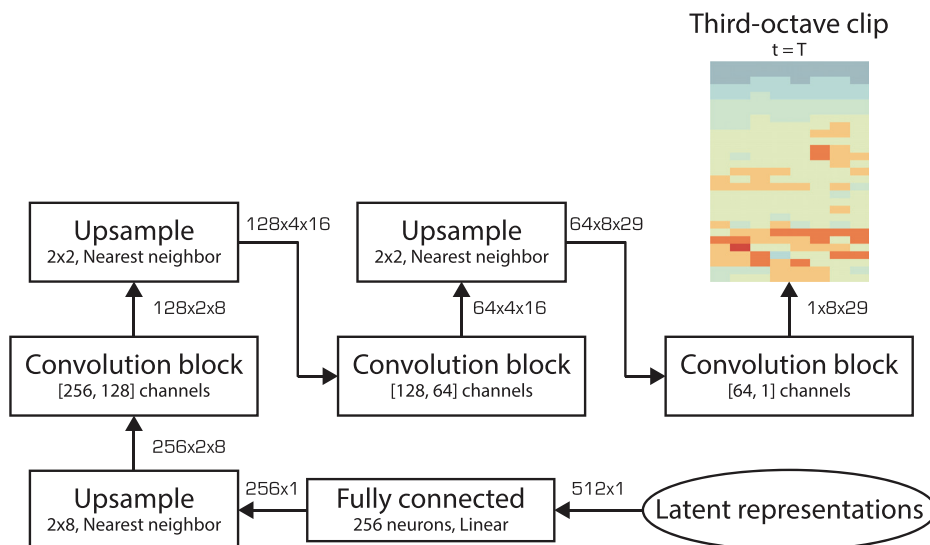 Third-octave clip
t = T
Upsample
2x2, Nearest neighbor
128x4x16
Upsample
2x2, Nearest neighbor
64x8x29
128x2x8
64x4x16
1x8x29
Convolution block
[256, 128] channels
Convolution block
[128, 64] channels
Convolution block
[64, 1] channels
256x2x8
Upsample
2x8, Nearest neighbor
256x1
Fully connected
256 neurons, Linear
512x1
Latent representations